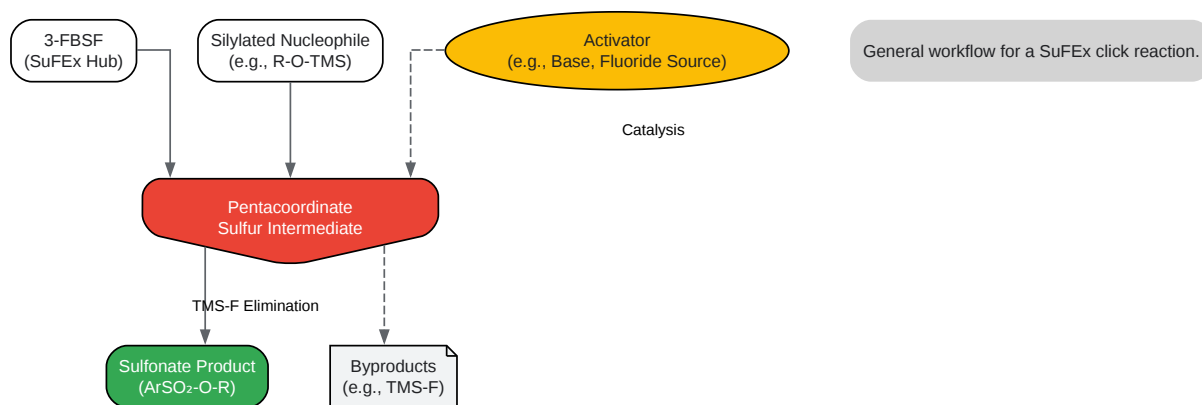 3-FBSF
(SuFEx Hub)
Silylated Nucleophile
(e.g., R-O-TMS)
Activator
(e.g., Base, Fluoride Source)
General workflow for a SuFEx click reaction.
Catalysis
Pentacoordinate
Sulfur Intermediate
TMS-F Elimination
Sulfonate Product
(ArSO₂-O-R)
Byproducts
(e.g., TMS-F)